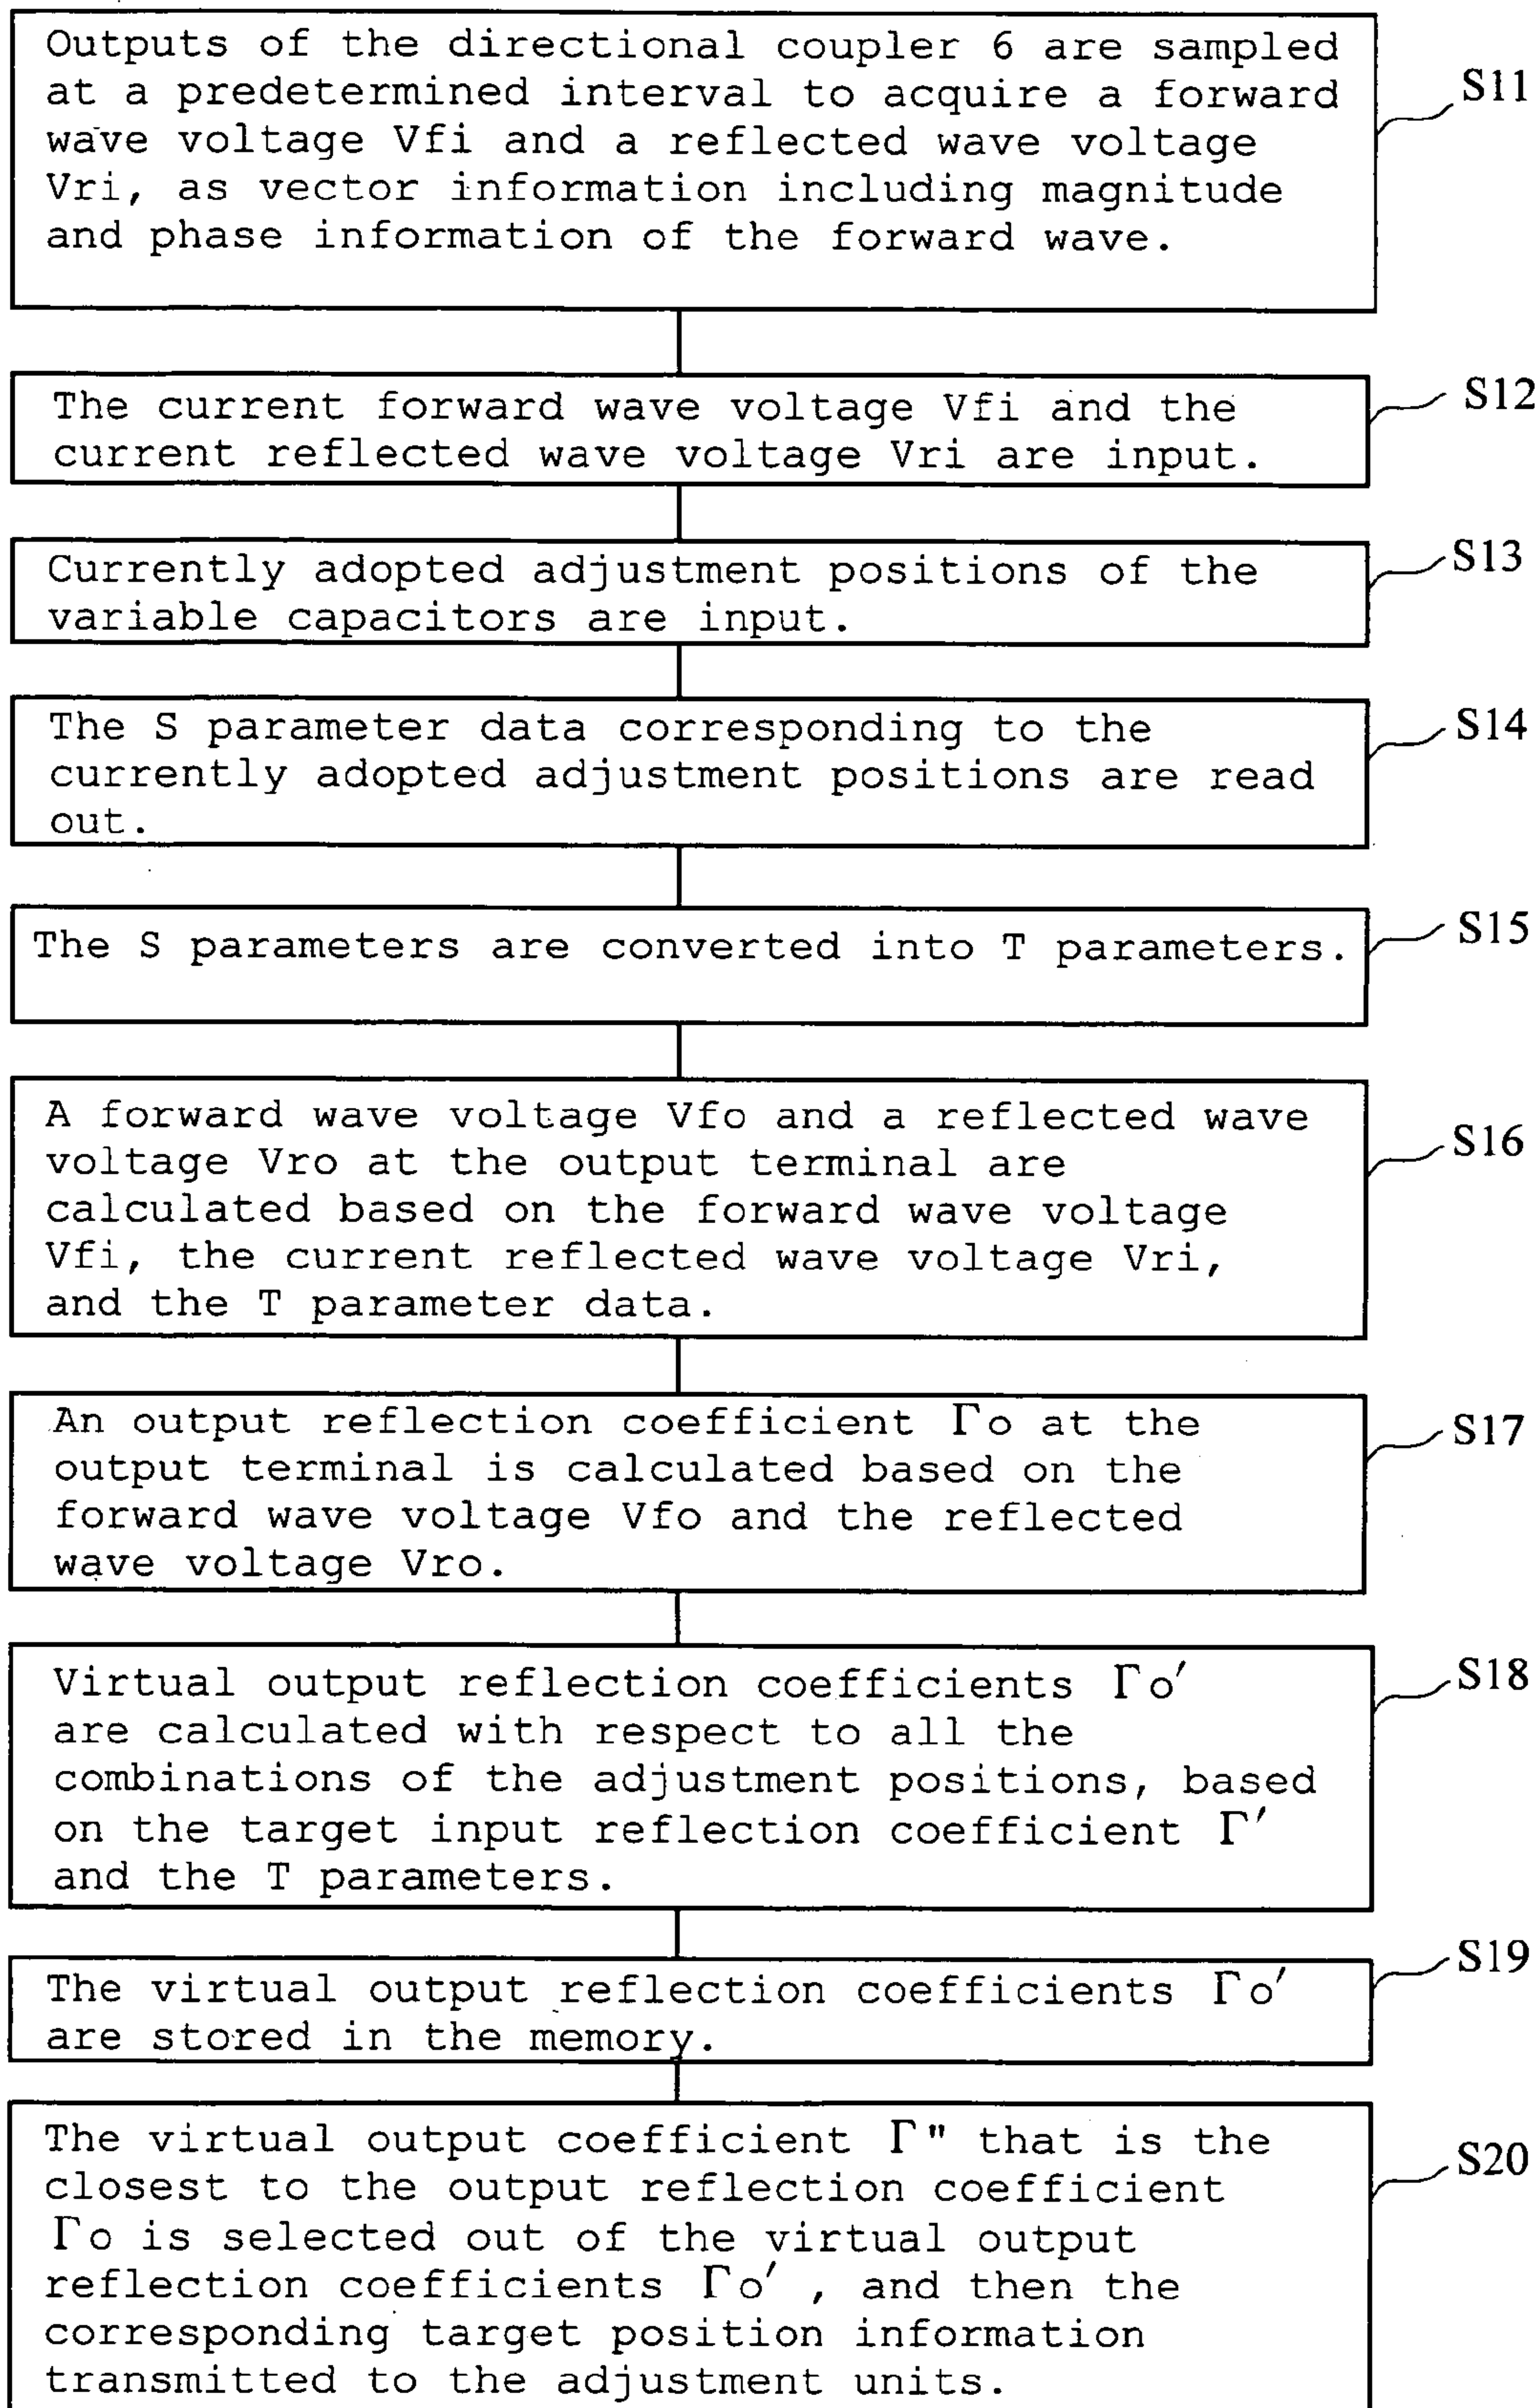 Outputs of the directional coupler 6 are sampled
at a predetermined interval to acquire a forward
wave voltage Vfi and a reflected wave voltage
Vri, as vector information including magnitude
and phase information of the forward wave.
S11
The current forward wave voltage Vfi and the
current reflected wave voltage Vri are input.
S12
Currently adopted adjustment positions of the
variable capacitors are input.
S13
The S parameter data corresponding to the
currently adopted adjustment positions are read
out.
S14
The S parameters are converted into T parameters.
S15
A forward wave voltage Vfo and a reflected wave
voltage Vro at the output terminal are
calculated based on the forward wave voltage
Vfi, the current reflected wave voltage Vri,
and the T parameter data.
S16
An output reflection coefficient Γo at the
output terminal is calculated based on the
forward wave voltage Vfo and the reflected
wave voltage Vro.
S17
Virtual output reflection coefficients Γo′
are calculated with respect to all the
combinations of the adjustment positions, based
on the target input reflection coefficient Γ′
and the T parameters.
S18
The virtual output reflection coefficients Γo′
are stored in the memory.
S19
The virtual output coefficient Γ" that is the
closest to the output reflection coefficient
Γo is selected out of the virtual output
reflection coefficients Γo′ , and then the
corresponding target position information
transmitted to the adjustment units.
S20